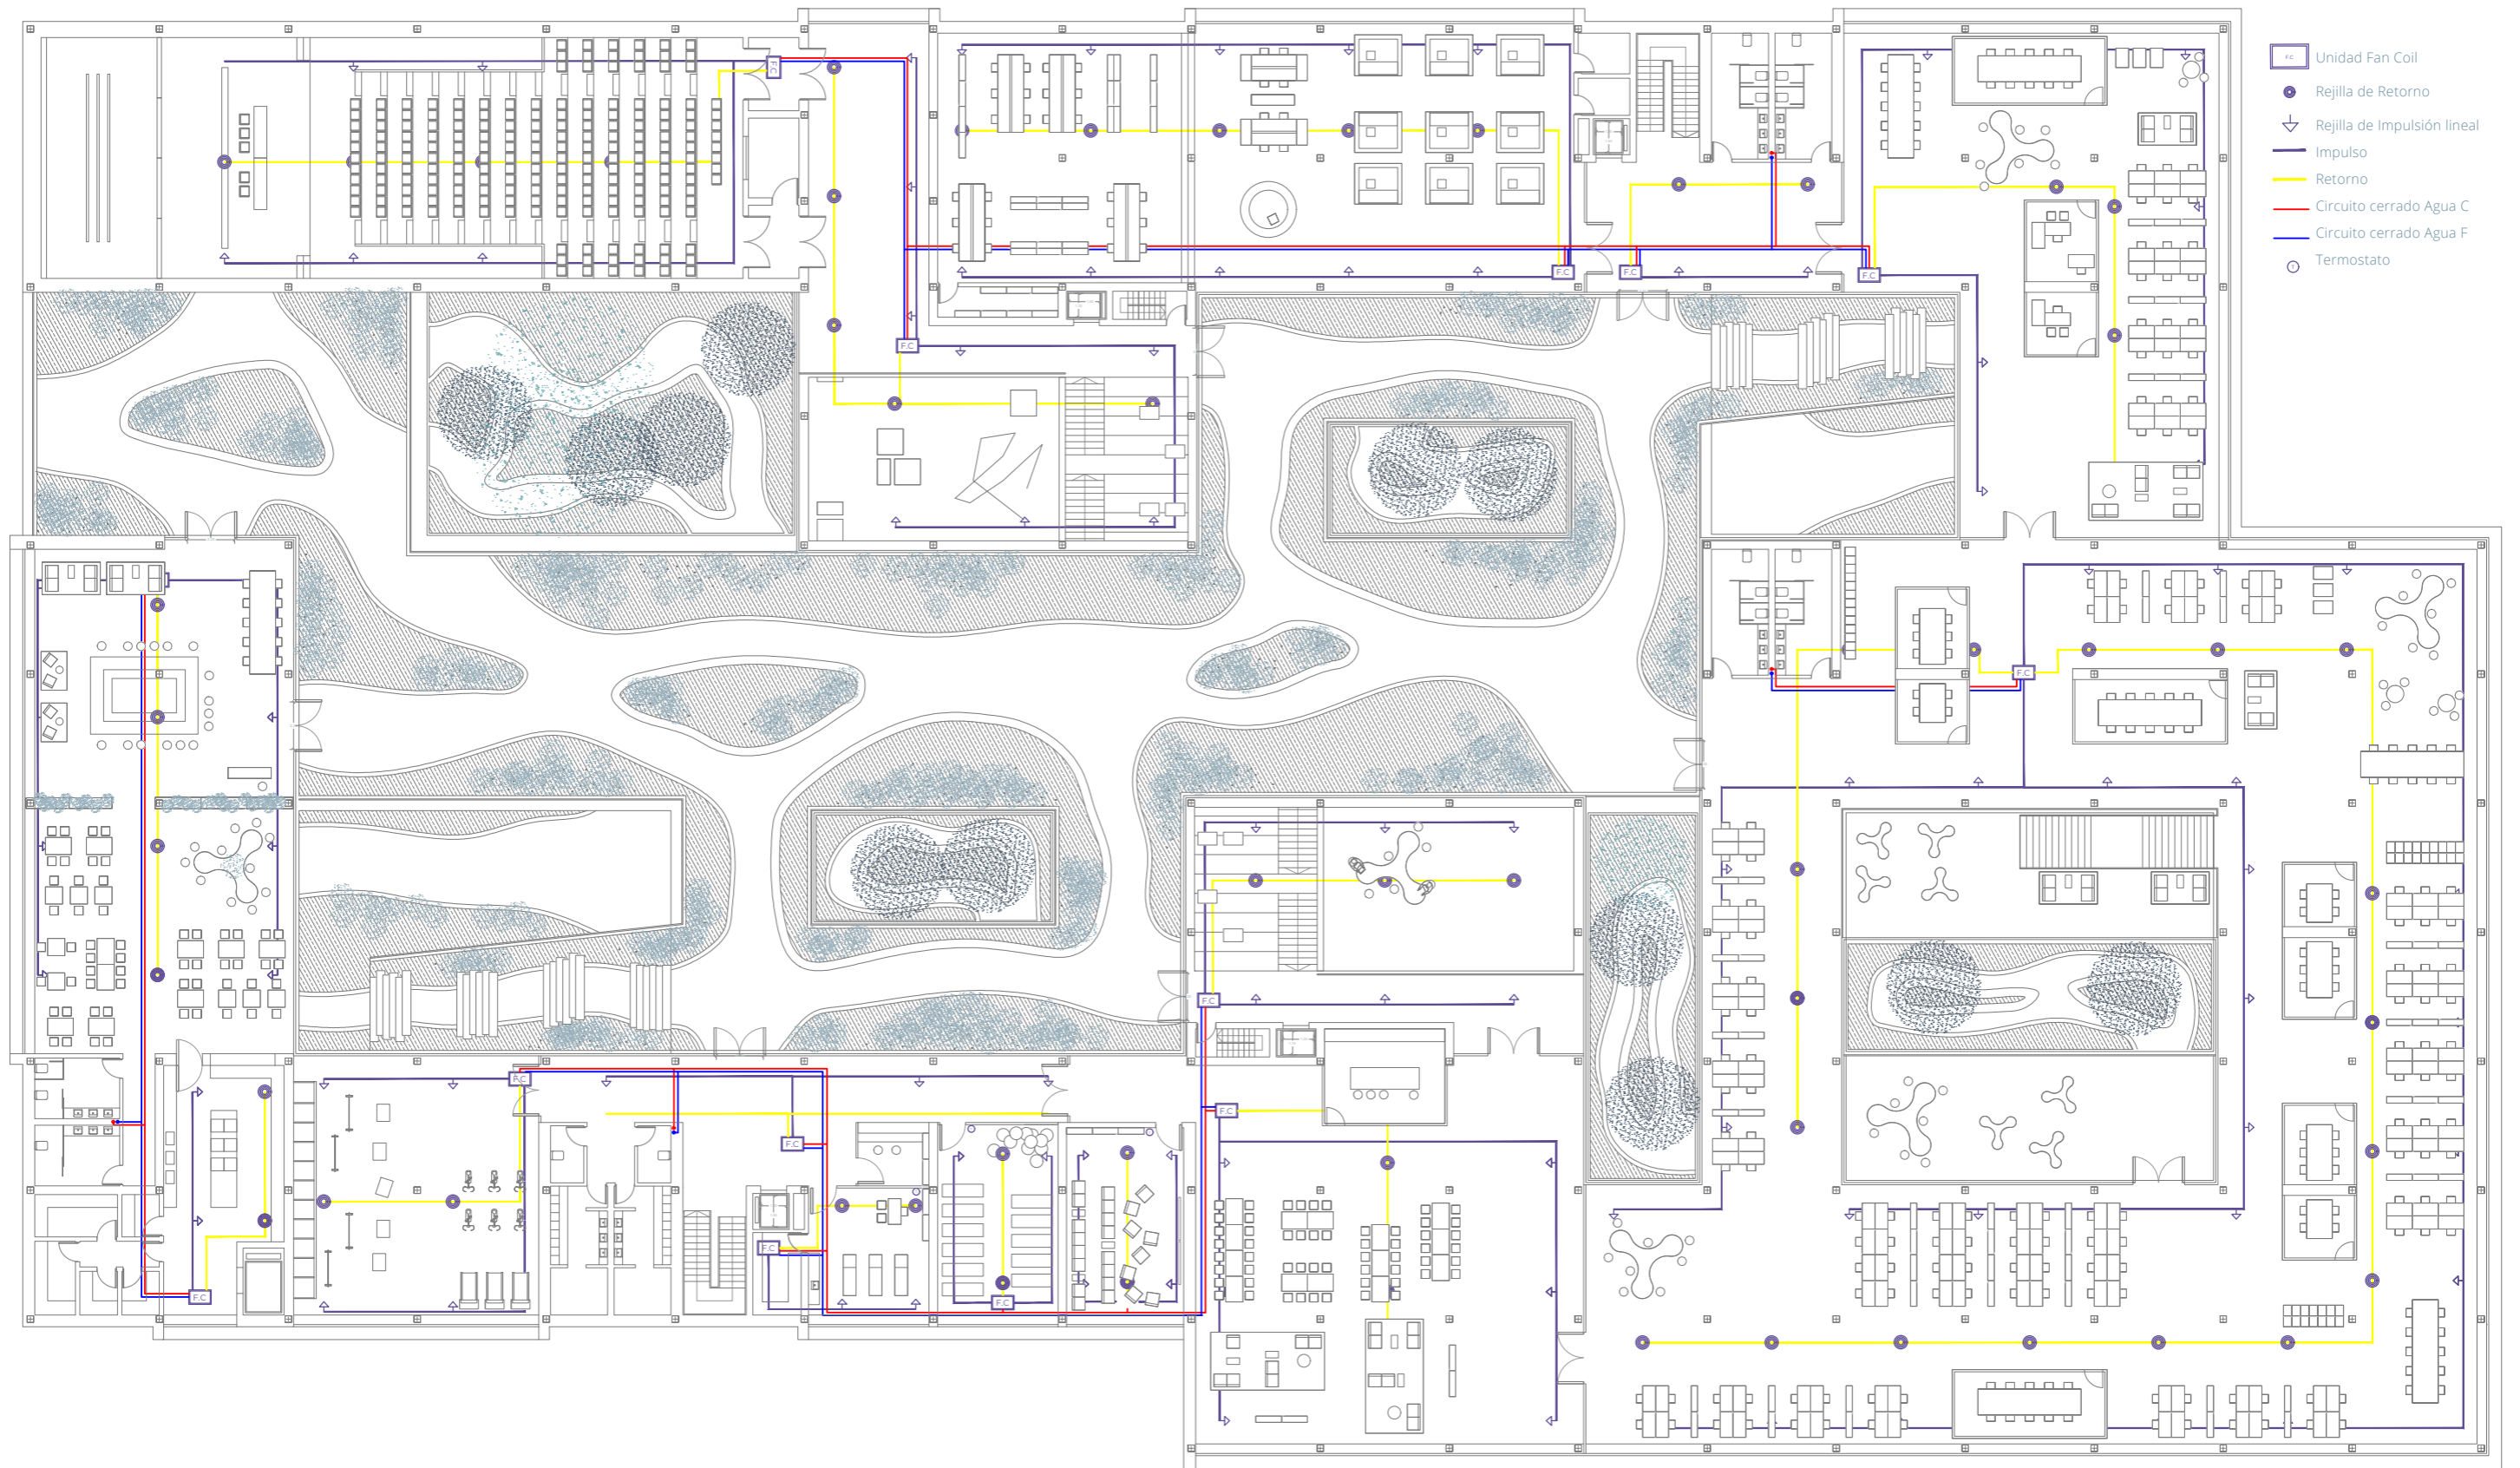 F.C
Unidad Fan Coil
Rejilla de Retorno
Rejilla de Impulsión lineal
Impulso
Retorno
Circuito cerrado Agua C
Circuito cerrado Agua F
T
Termostato
F.C
F.C
F.C
F.C
F.C
F.C
F.C
F.C
F.C
F.C
F.C
F.C
F.C